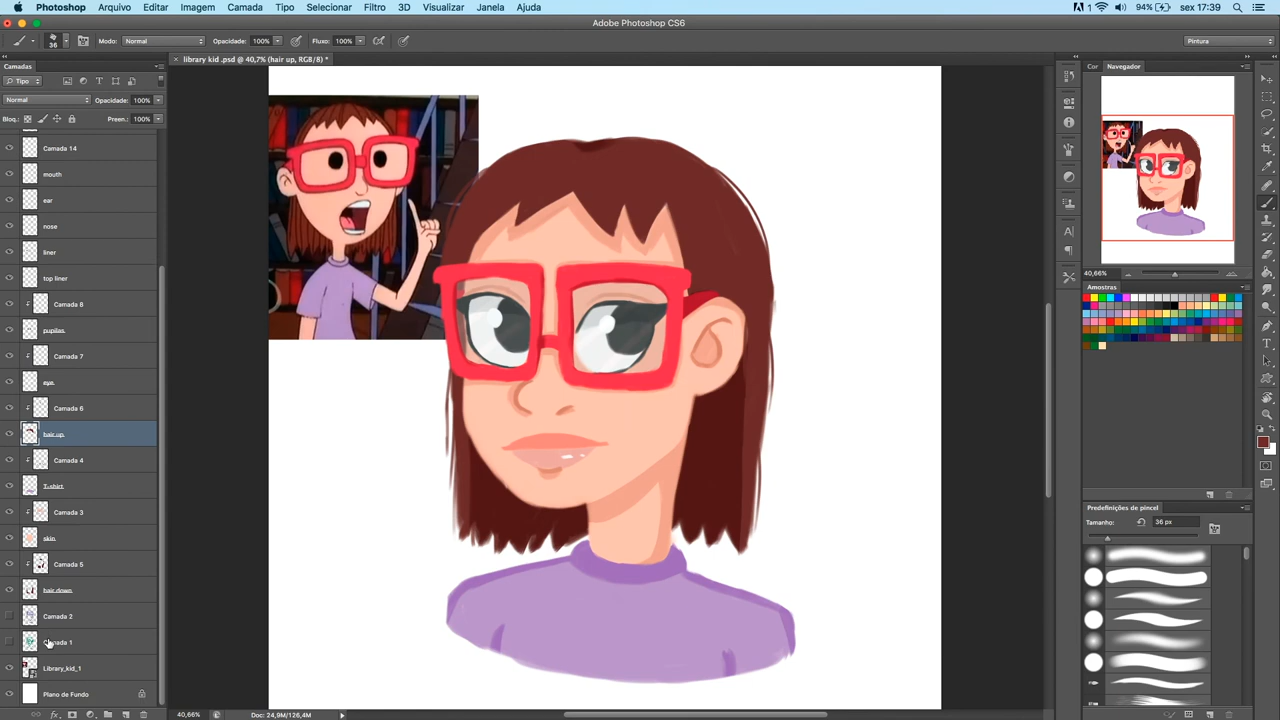 Photoshop Arquivo Editar Imagem Camada Tipo Selecionar Filtro 3D Visualizar Janela Ajuda 1 94% sex 17:39
Adobe Photoshop CS6
36 Modo: Normal Opacidade: 100% Fluxo: 100% Pintura
× library kid .psd @ 40,7% (hair up, RGB/8) *
Camadas
Tipo
Normal Opacidade: 100%
Bloq.: Preen.: 100%
Camada 14
mouth
ear
nose
liner
top liner
Camada 8
pupilas
Camada 7
eye
Camada 6
hair up
Camada 4
T-shirt
Camada 3
skin
Camada 5
hair down
Camada 2
Camada 1
Library_kid_1
Plano de Fundo
40,66% Doc: 24,9M/126,4M
Cor Navegador
40,66%
Amostras
Predefinições de pincel
Tamanho: 36 px